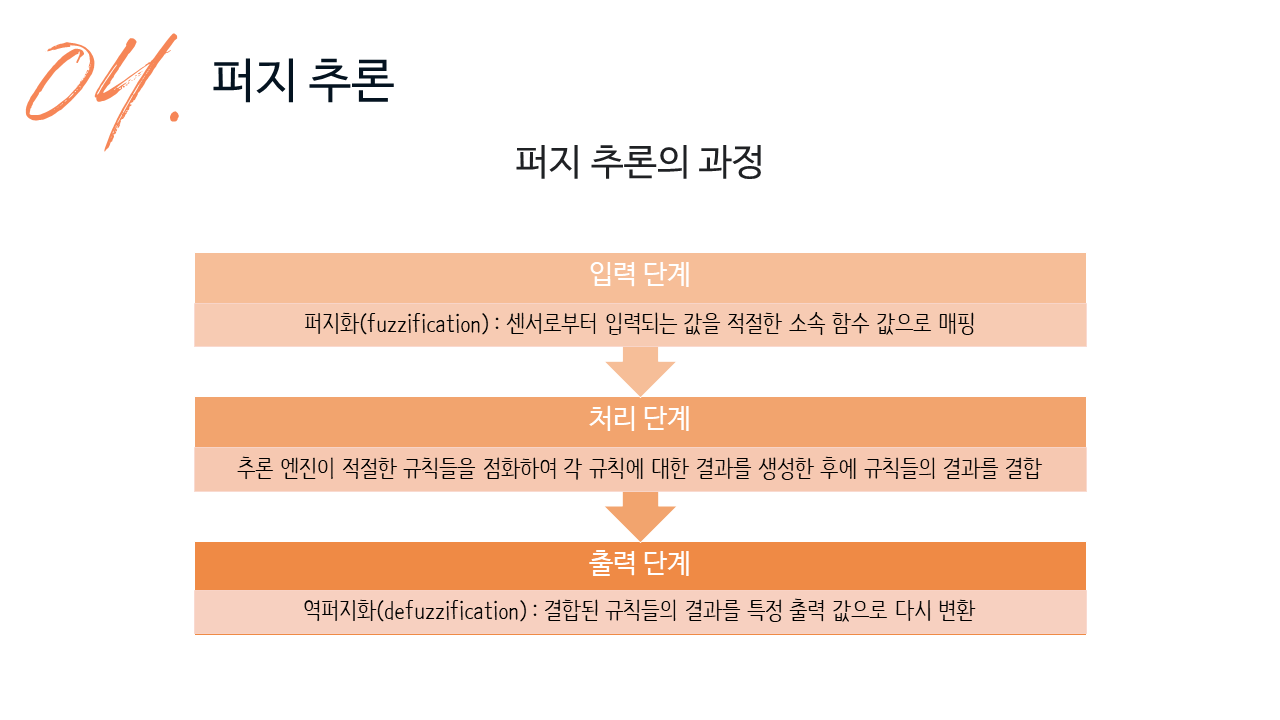 04. 퍼지 추론
퍼지 추론의 과정
입력 단계
퍼지화(fuzzification) : 센서로부터 입력되는 값을 적절한 소속 함수 값으로 매핑
처리 단계
추론 엔진이 적절한 규칙들을 점화하여 각 규칙에 대한 결과를 생성한 후에 규칙들의 결과를 결합
출력 단계
역퍼지화(defuzzification) : 결합된 규칙들의 결과를 특정 출력 값으로 다시 변환